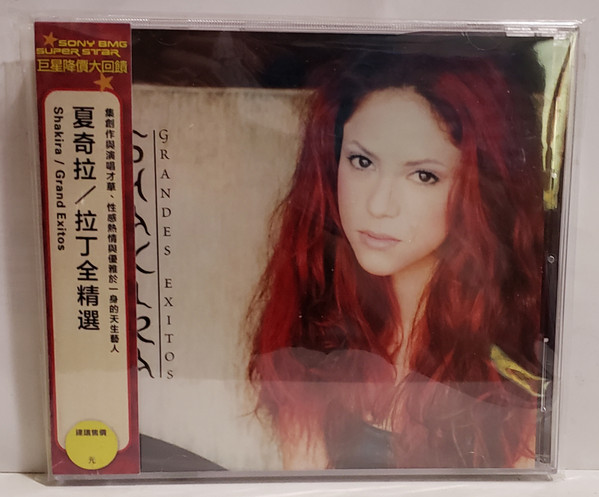 SONY BMG
SUPER STAR
巨星降價大回饋
集創作與演唱才華、性感熱情與優雅於一身的天生藝人
夏奇拉／拉丁全精選
Shakira / Grand Exitos
建議售價
光
SHAKIRA
GRANDES EXITOS